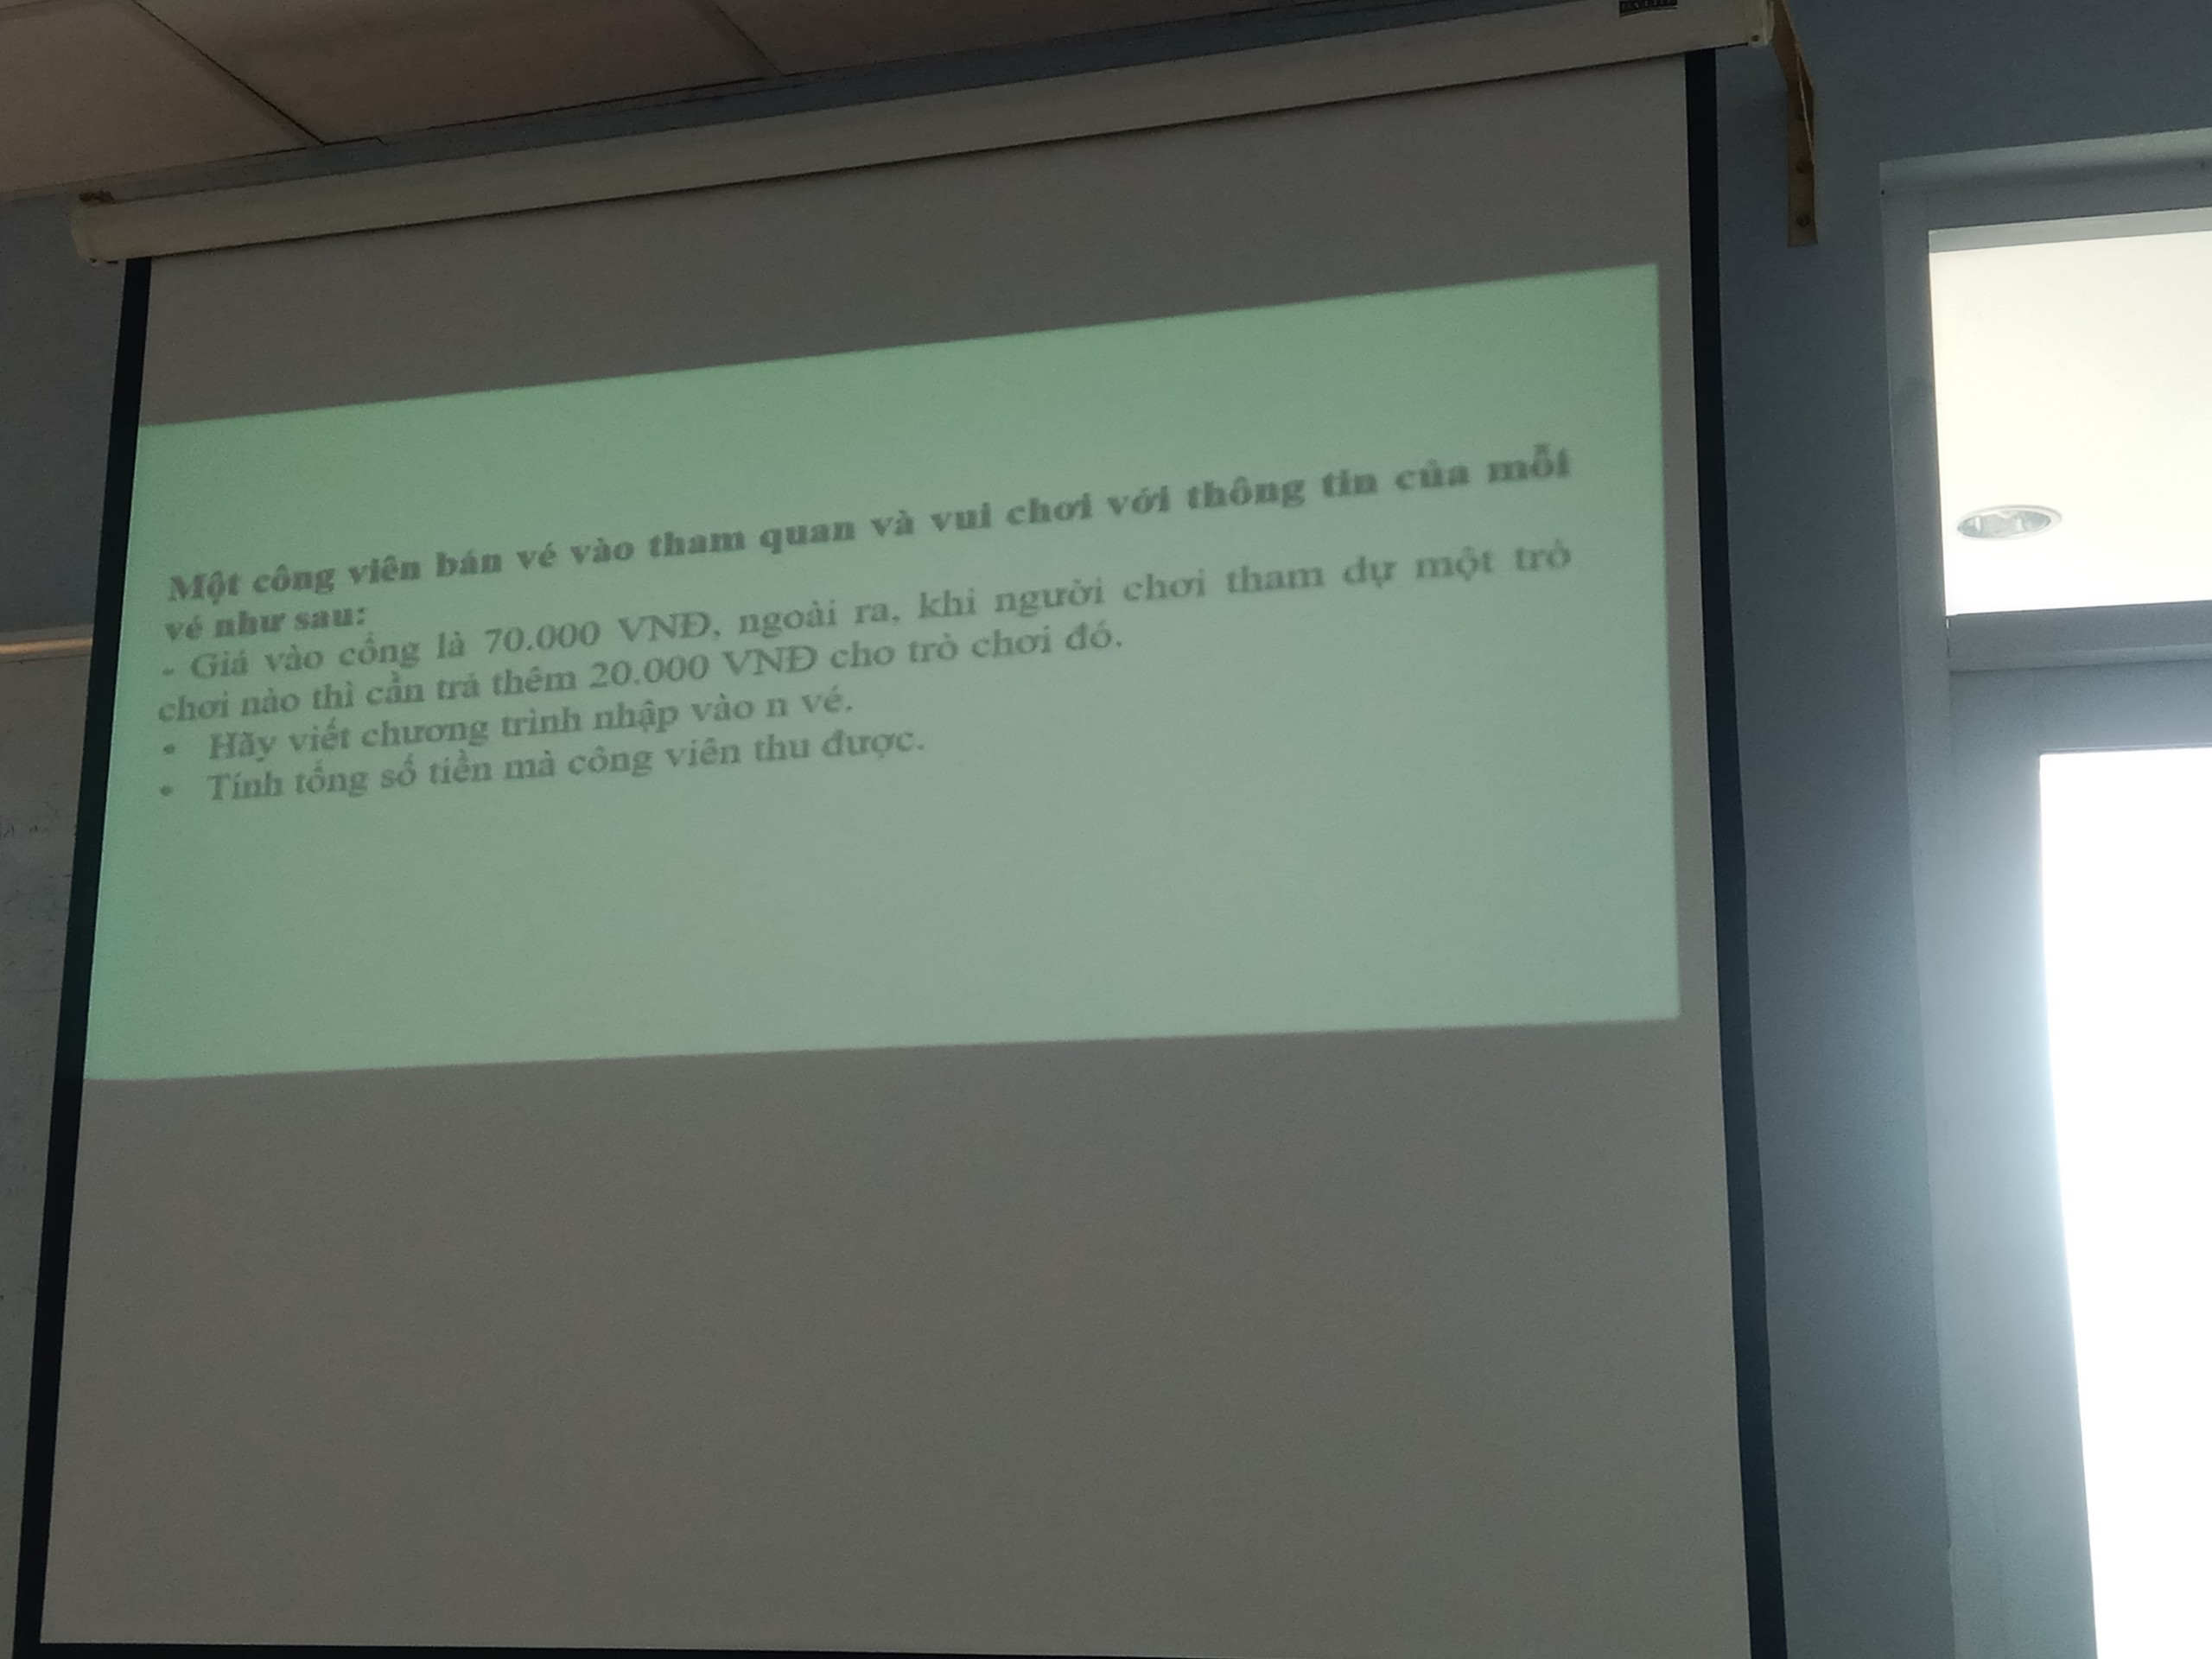 Một công viên bán vé vào tham quan và vui chơi với thông tin của mỗi
vé như sau:
- Giá vào cổng là 70.000 VNĐ, ngoài ra, khi người chơi tham dự một trò
chơi nào thì cần trả thêm 20.000 VNĐ cho trò chơi đó.
• Hãy viết chương trình nhập vào n vé.
• Tính tổng số tiền mà công viên thu được.